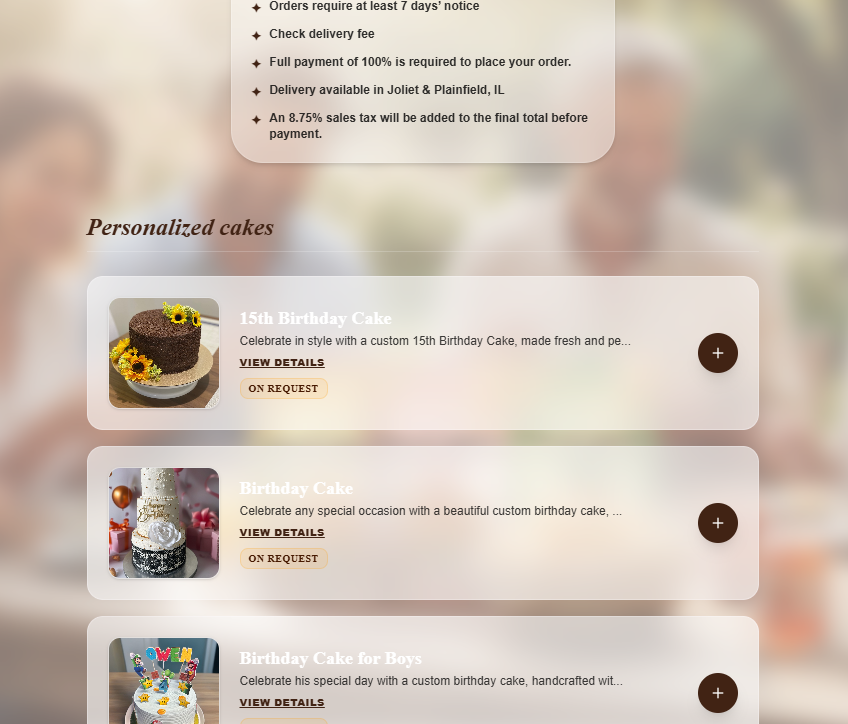 Orders require at least 7 days' notice
Check delivery fee
Full payment of 100% is required to place your order.
Delivery available in Joliet & Plainfield, IL
An 8.75% sales tax will be added to the final total before
payment.
Personalized cakes
15th Birthday Cake
Celebrate in style with a custom 15th Birthday Cake, made fresh and pe...
VIEW DETAILS
ON REQUEST
Birthday Cake
Celebrate any special occasion with a beautiful custom birthday cake, ...
VIEW DETAILS
ON REQUEST
OWEN
Birthday Cake for Boys
Celebrate his special day with a custom birthday cake, handcrafted wit...
VIEW DETAILS